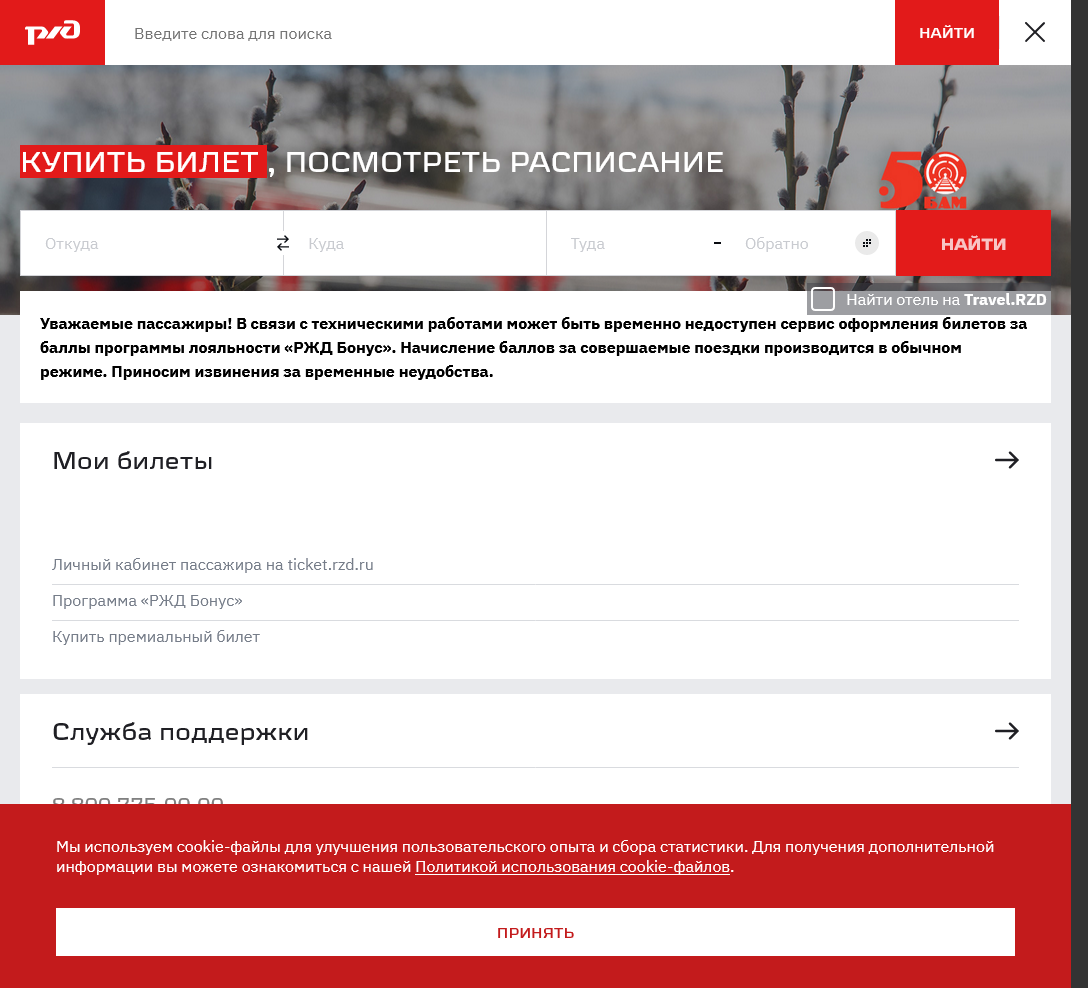 РЖД
Введите слова для поиска
НАЙТИ
КУПИТЬ БИЛЕТ , ПОСМОТРЕТЬ РАСПИСАНИЕ
50
БАМ
Откуда
Куда
Туда
-
Обратно
НАЙТИ
Найти отель на Travel.RZD
Уважаемые пассажиры! В связи с техническими работами может быть временно недоступен сервис оформления билетов за
баллы программы лояльности «РЖД Бонус». Начисление баллов за совершаемые поездки производится в обычном
режиме. Приносим извинения за временные неудобства.
Мои билеты
Личный кабинет пассажира на ticket.rzd.ru
Программа «РЖД Бонус»
Купить премиальный билет
Служба поддержки
8 800 775-00-00
Мы используем cookie-файлы для улучшения пользовательского опыта и сбора статистики. Для получения дополнительной
информации вы можете ознакомиться с нашей Политикой использования cookie-файлов.
ПРИНЯТЬ